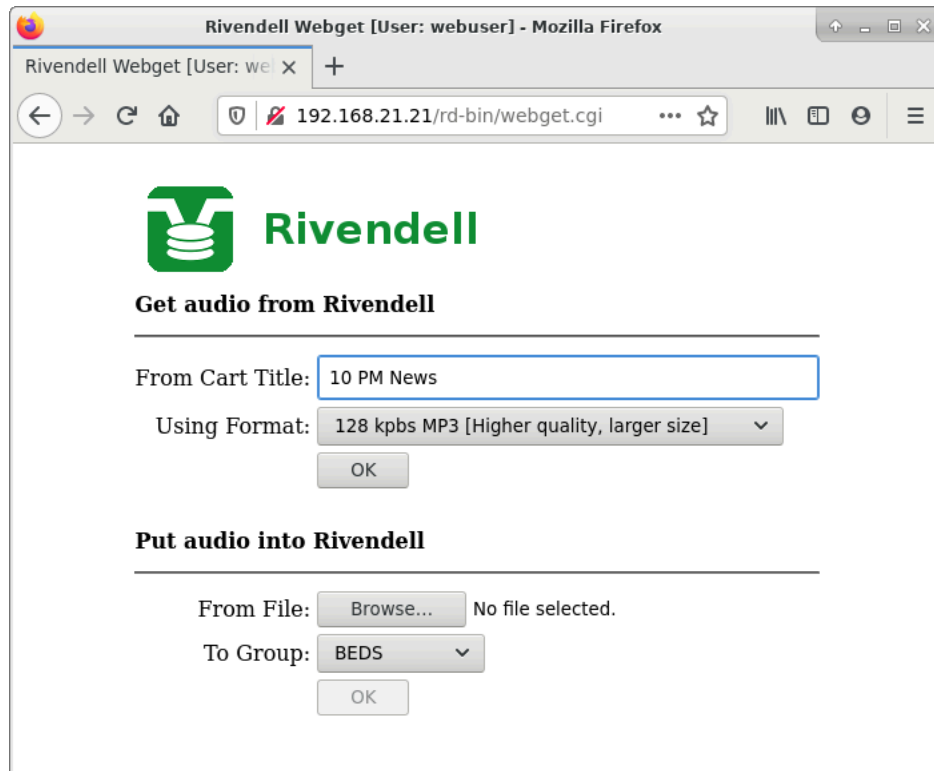 Rivendell Webget [User: webuser] - Mozilla Firefox
Rivendell Webget [User: we
192.168.21.21/rd-bin/webget.cgi
Rivendell
Get audio from Rivendell
From Cart Title: 10 PM News
Using Format: 128 kpbs MP3 [Higher quality, larger size]
OK
Put audio into Rivendell
From File: Browse... No file selected.
To Group: BEDS
OK